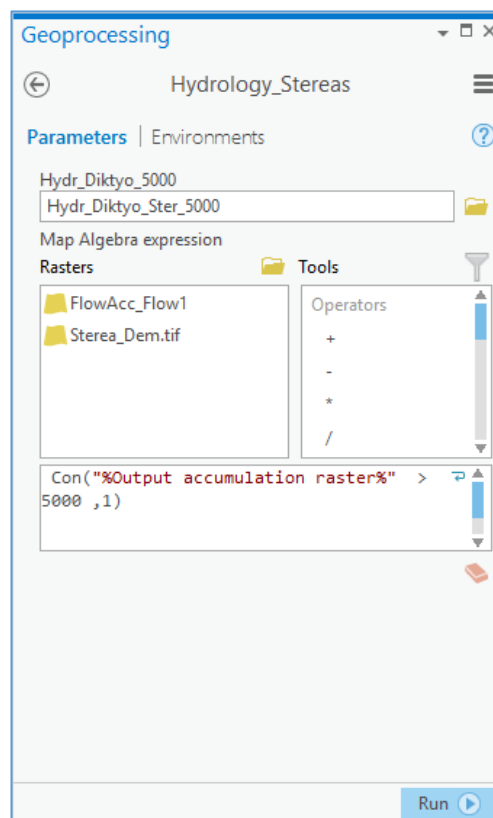 Geoprocessing
Hydrology_Stereas
Parameters | Environments
Hydr_Diktyo_5000
Hydr_Diktyo_Ster_5000
Map Algebra expression
Rasters Tools
FlowAcc_Flow1
Sterea_Dem.tif
Operators
+
-
*
/
Con("%Output accumulation raster%" >
5000 ,1)
Run